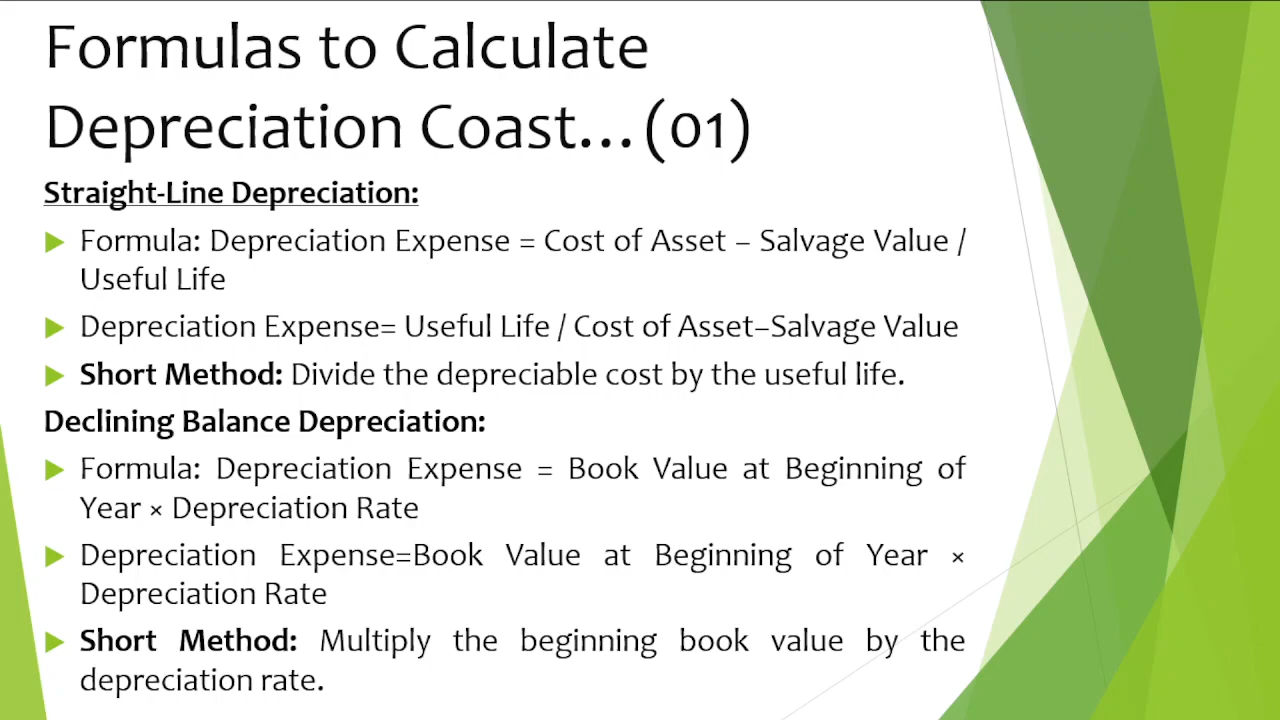 Formulas to Calculate
Depreciation Coast…(01)
Straight-Line Depreciation:
Formula: Depreciation Expense = Cost of Asset – Salvage Value /
Useful Life
Depreciation Expense= Useful Life / Cost of Asset–Salvage Value
Short Method: Divide the depreciable cost by the useful life.
Declining Balance Depreciation:
Formula: Depreciation Expense = Book Value at Beginning of
Year × Depreciation Rate
Depreciation Expense=Book Value at Beginning of Year ×
Depreciation Rate
Short Method: Multiply the beginning book value by the
depreciation rate.